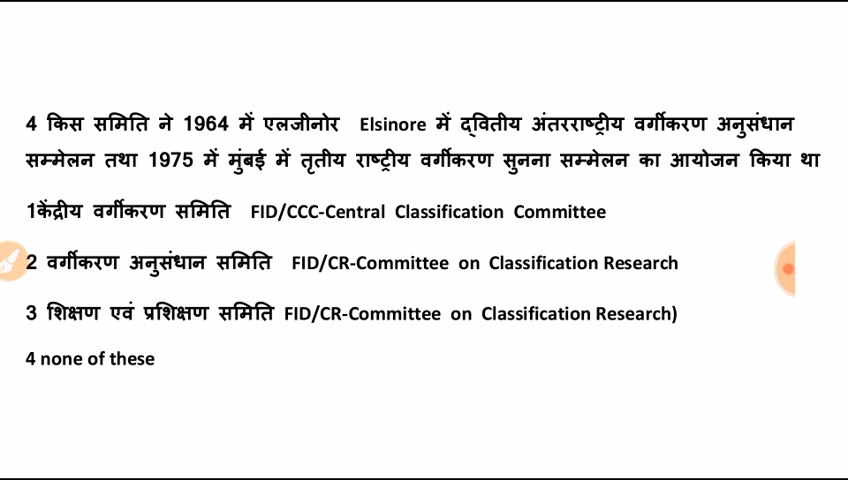 4 किस समिति ने 1964 में एलजीनोर Elsinore में द्वितीय अंतरराष्ट्रीय वर्गीकरण अनुसंधान
सम्मेलन तथा 1975 में मुंबई में तृतीय राष्ट्रीय वर्गीकरण सुनना सम्मेलन का आयोजन किया था
1केंद्रीय वर्गीकरण समिति FID/CCC-Central Classification Committee
2 वर्गीकरण अनुसंधान समिति FID/CR-Committee on Classification Research
3 शिक्षण एवं प्रशिक्षण समिति FID/CR-Committee on Classification Research)
4 none of these